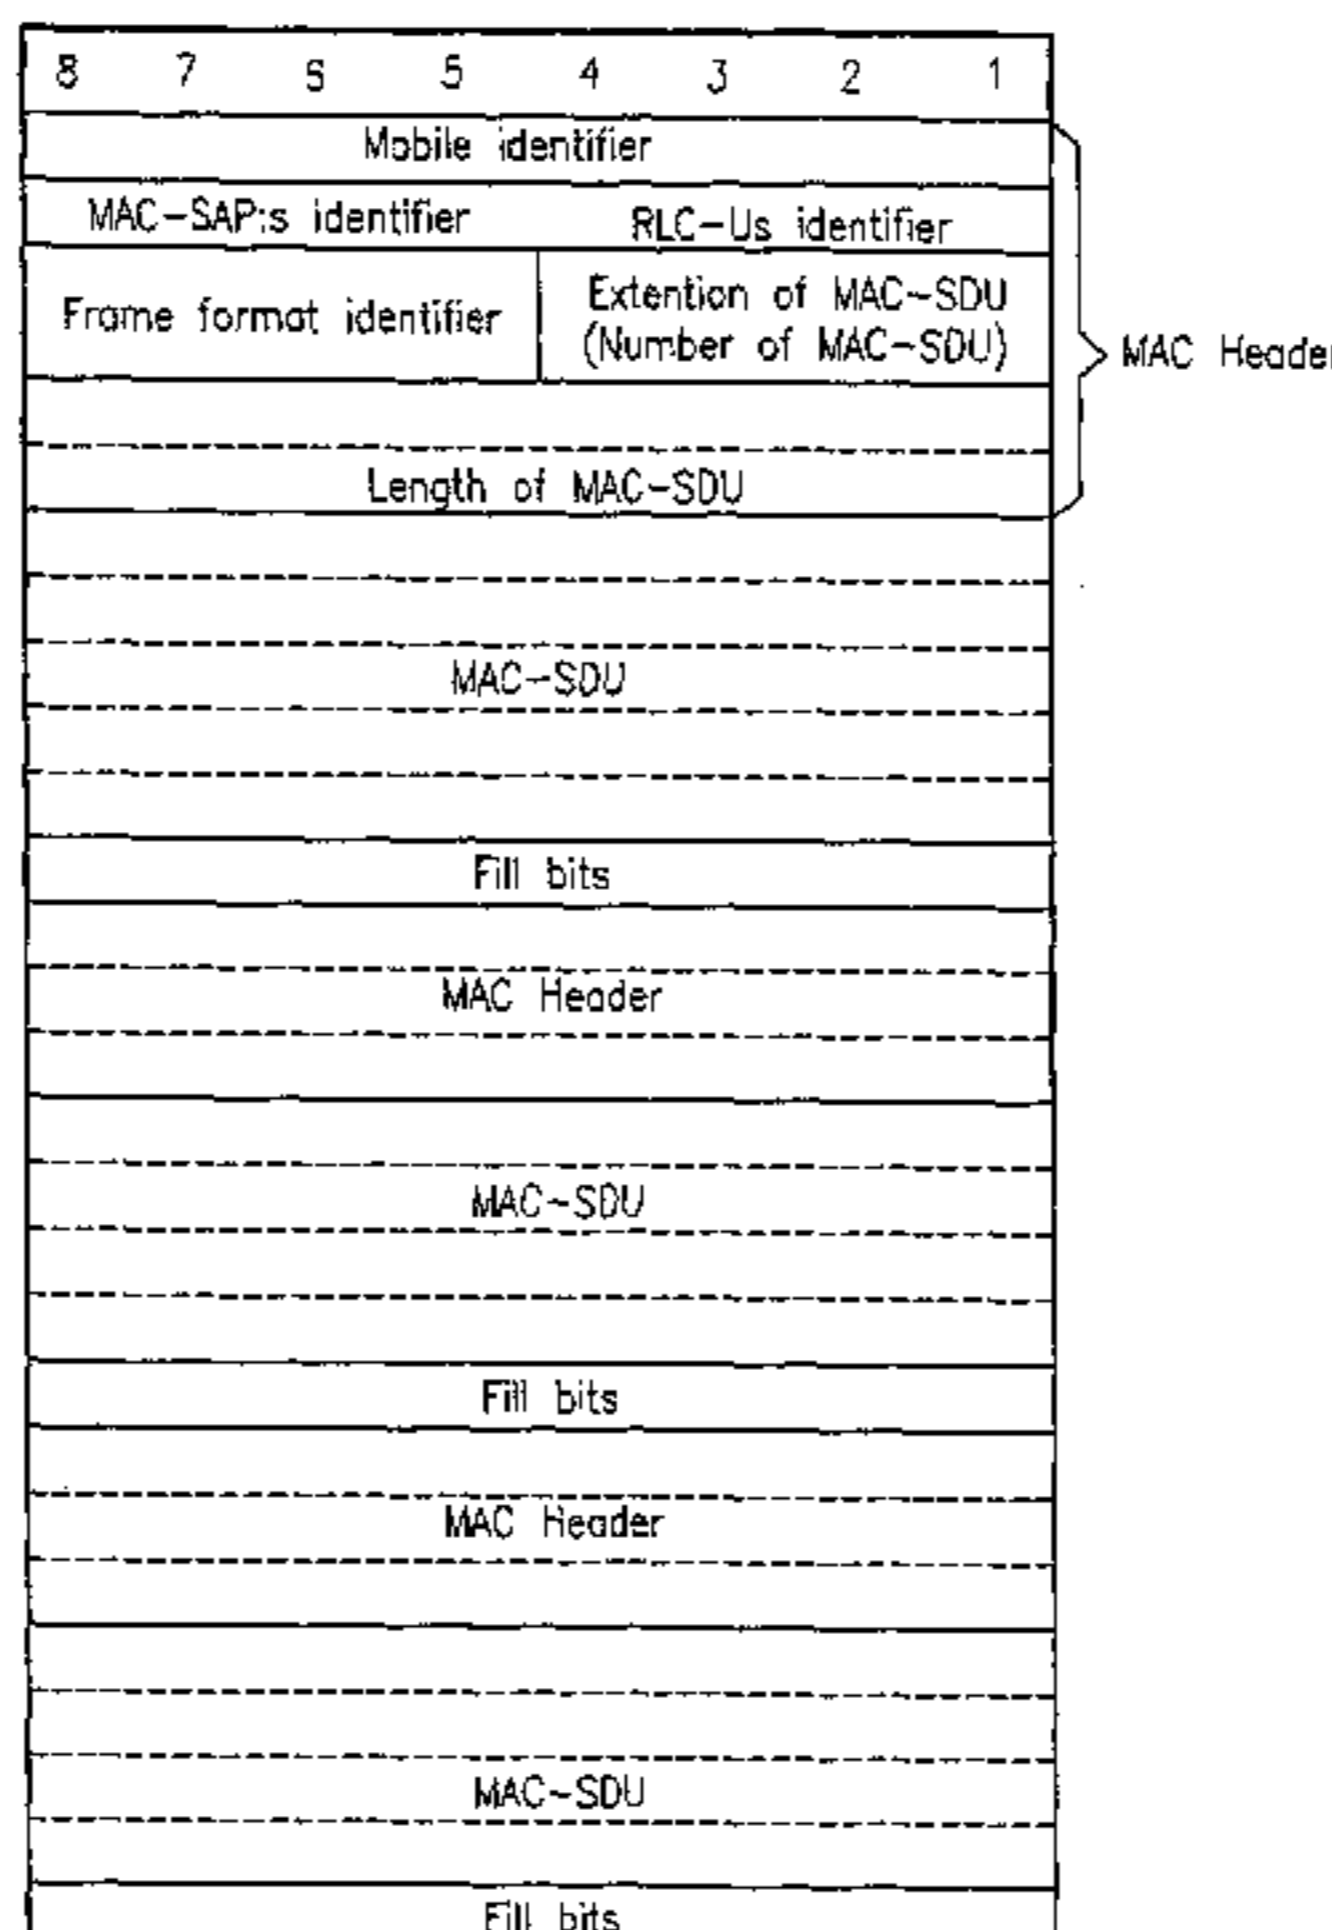 8 7 6 5 4 3 2 1
Mobile identifier
MAC-SAP:s identifier RLC-Us identifier
Frame format identifier
Extention of MAC-SDU
(Number of MAC-SDU)
MAC Header
Length of MAC-SDU
MAC-SDU
Fill bits
MAC Header
MAC-SDU
Fill bits
MAC Header
MAC-SDU
Fill bits